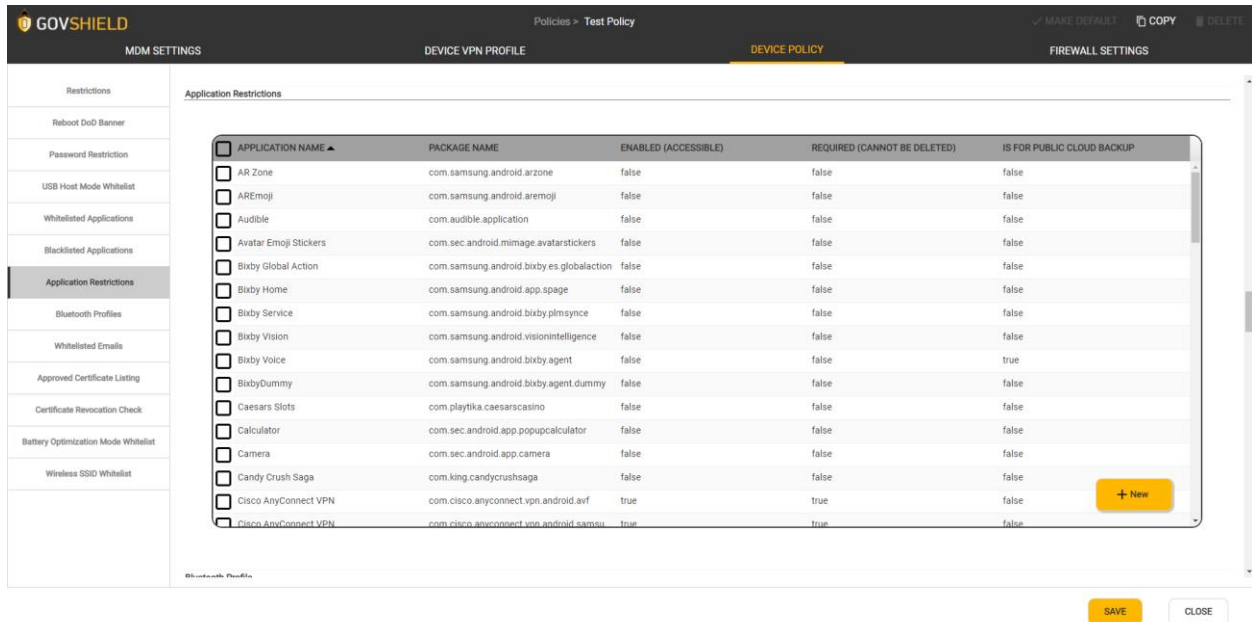 GOVSHIELD
Policies > Test Policy
MAKE DEFAULT COPY DELETE
MDM SETTINGS DEVICE VPN PROFILE DEVICE POLICY FIREWALL SETTINGS
Restrictions
Reboot DoD Banner
Password Restriction
USB Host Mode Whitelist
Whitelisted Applications
Blacklisted Applications
Application Restrictions
Bluetooth Profiles
Whitelisted Emails
Approved Certificate Listing
Certificate Revocation Check
Battery Optimization Mode Whitelist
Wireless SSID Whitelist
Application Restrictions
APPLICATION NAME PACKAGE NAME ENABLED (ACCESSIBLE) REQUIRED (CANNOT BE DELETED) IS FOR PUBLIC CLOUD BACKUP
AR Zone com.samsung.android.arzone false false false
AREmoji com.samsung.android.aremoji false false false
Audible com.audible.application false false false
Avatar Emoji Stickers com.sec.android.mimage.avatarstickers false false false
Bixby Global Action com.samsung.android.bixby.es.globalaction false false false
Bixby Home com.samsung.android.app.spage false false false
Bixby Service com.samsung.android.bixby.plmsynce false false false
Bixby Vision com.samsung.android.visionintelligence false false false
Bixby Voice com.samsung.android.bixby.agent false false true
BixbyDummy com.samsung.android.bixby.agent.dummy false false false
Caesars Slots com.playtika.caesarscasino false false false
Calculator com.sec.android.app.popupcalculator false false false
Camera com.sec.android.app.camera false false false
Candy Crush Saga com.king.candycrushsaga false false false
Cisco AnyConnect VPN com.cisco.anyconnect.vpn.android.avf true true false
Cisco AnyConnect VPN com.cisco.anyconnect.vpn.android.samsu. true true false
+ New
Bluetooth Profile
SAVE CLOSE